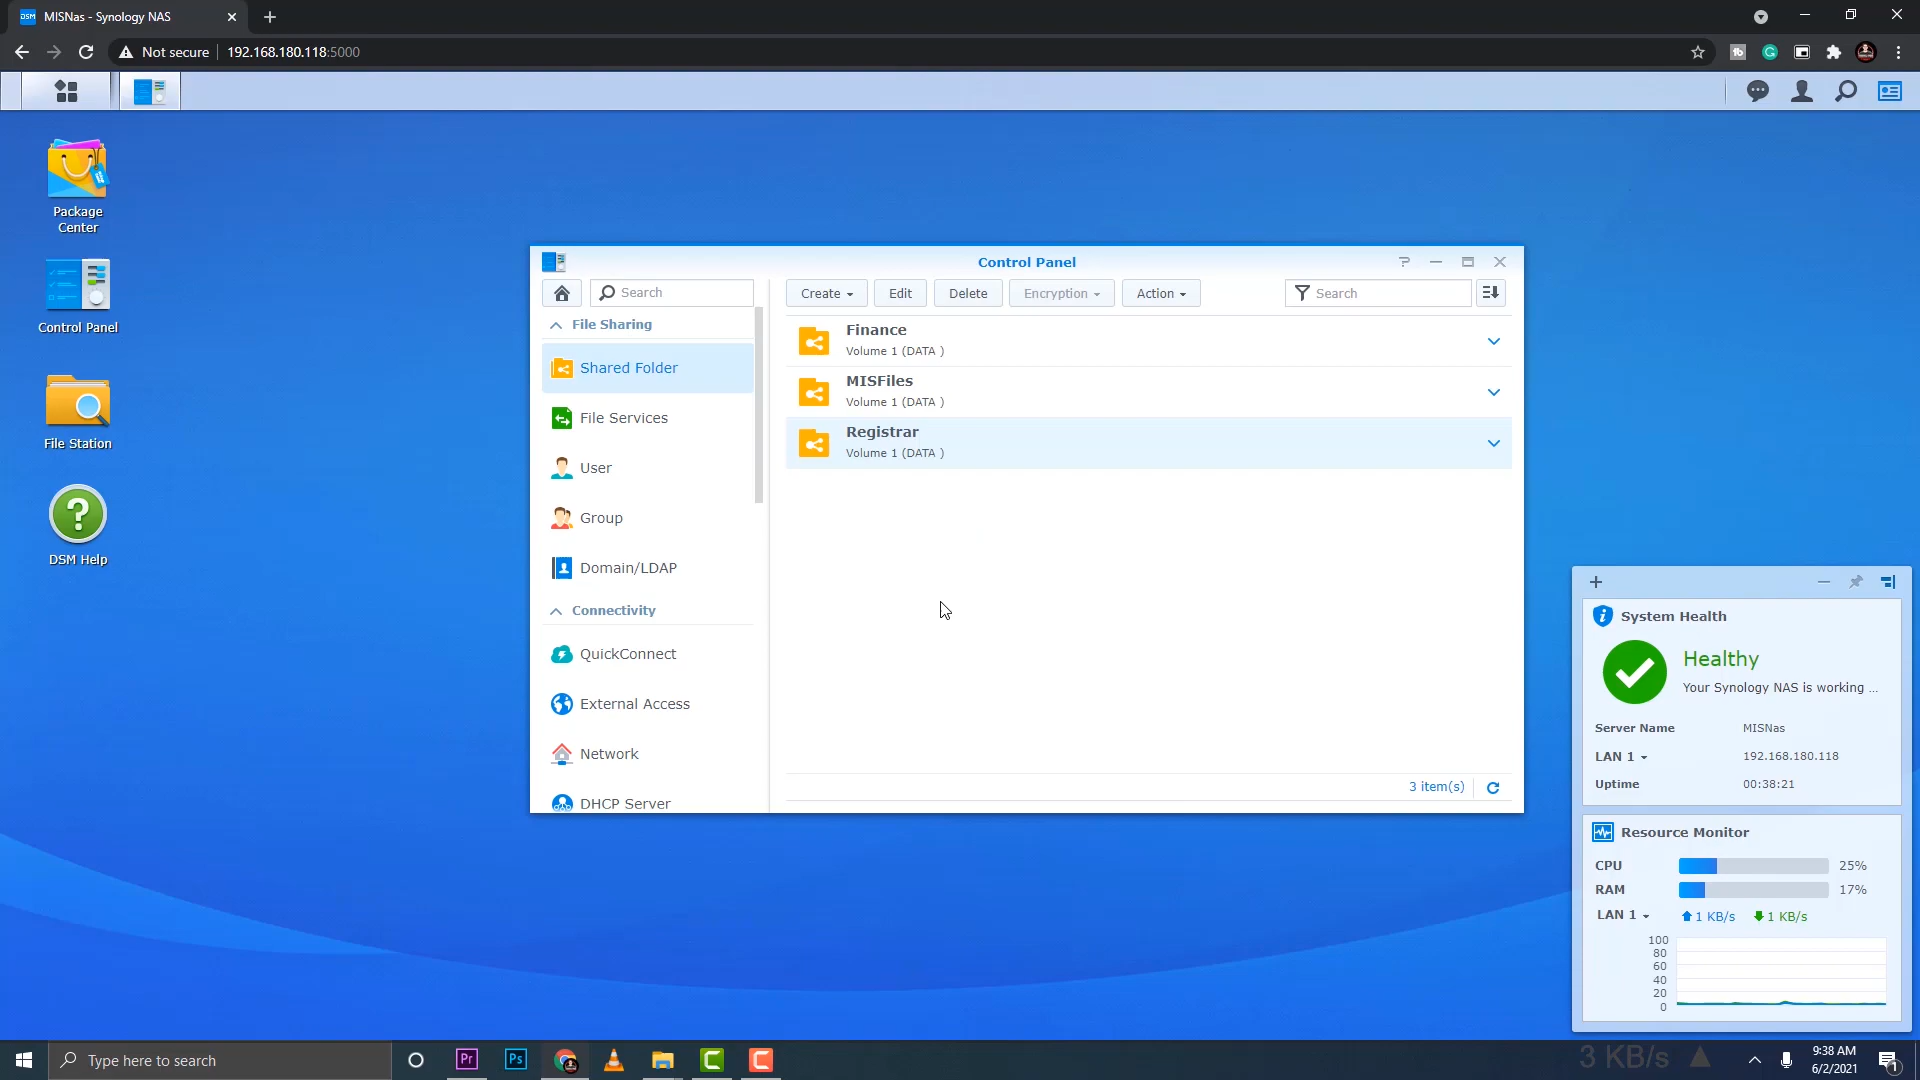 DSM MISNas - Synology NAS
Not secure
192.168.180.118:5000
Package
Center
Control Panel
File Station
DSM Help
Control Panel
Search
Create
Edit
Delete
Encryption
Action
Search
File Sharing
Shared Folder
File Services
User
Group
Domain/LDAP
Connectivity
QuickConnect
External Access
Network
DHCP Server
Finance
Volume 1 (DATA )
MISFiles
Volume 1 (DATA )
Registrar
Volume 1 (DATA )
3 item(s)
System Health
Healthy
Your Synology NAS is working ...
Server Name MISNas
LAN 1 192.168.180.118
Uptime 00:38:21
Resource Monitor
CPU 25%
RAM 17%
LAN 1 1 KB/s 1 KB/s
100
80
60
40
20
0
Type here to search
Pr
Ps
3 KB/s
9:38 AM
6/2/2021
1